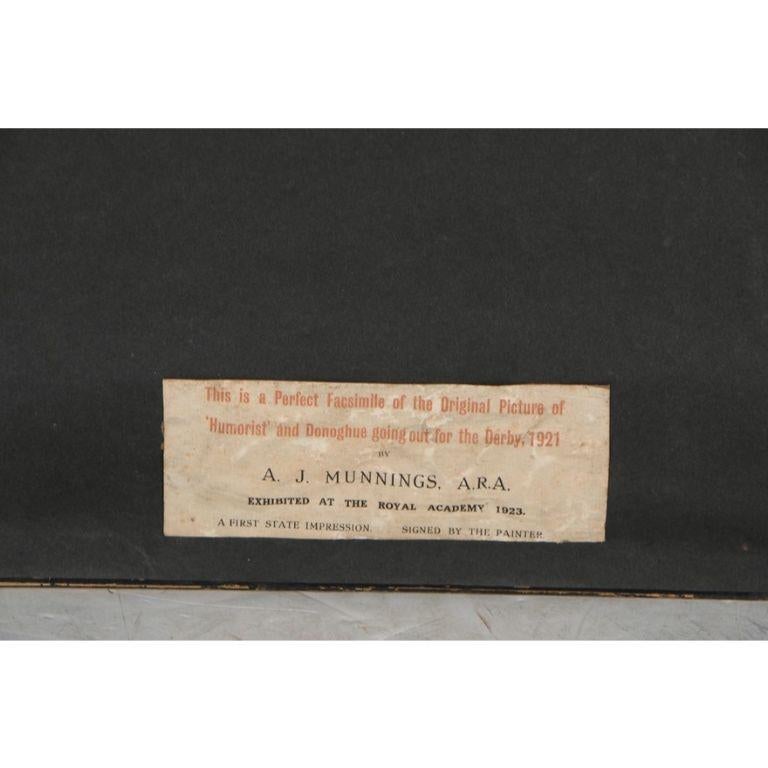 This is a Perfect Facsimile of the Original Picture of
'Humorist' and Donoghue going out for the Derby, 1921
BY
A. J. MUNNINGS, A.R.A.
EXHIBITED AT THE ROYAL ACADEMY 1923.
A FIRST STATE IMPRESSION. SIGNED BY THE PAINTER.